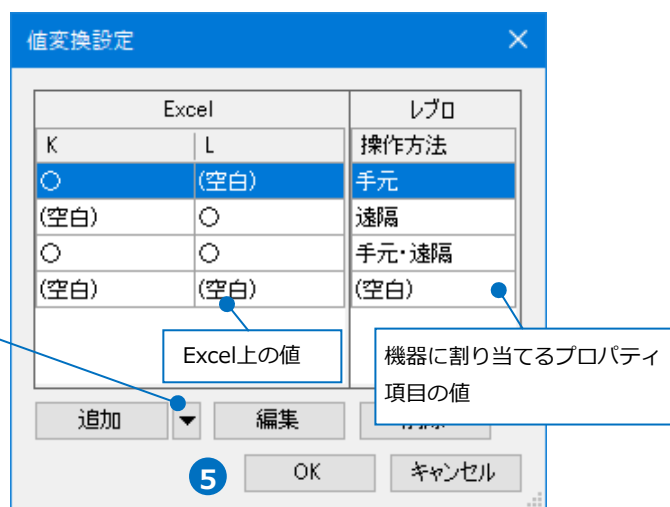 値変換設定
Excel レブロ
K L 操作方法
○ (空白) 手元
(空白) ○ 遠隔
○ ○ 手元・遠隔
(空白) (空白) (空白)
Excel上の値
機器に割り当てるプロパティ
項目の値
追加 編集
5 OK キャンセル